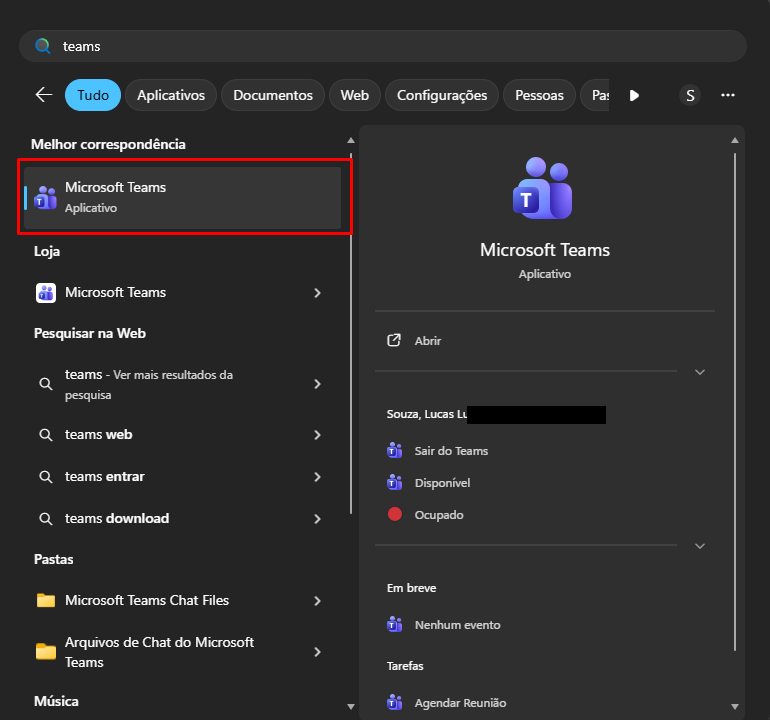 teams
Tudo
Aplicativos
Documentos
Web
Configurações
Pessoas
S
Melhor correspondência
Microsoft Teams
Aplicativo
Loja
Microsoft Teams
Pesquisar na Web
teams - Ver mais resultados da
pesquisa
teams web
teams entrar
teams download
Pastas
Microsoft Teams Chat Files
Arquivos de Chat do Microsoft
Teams
Música
T
Microsoft Teams
Aplicativo
Abrir
Souza, Lucas
Sair do Teams
Disponível
Ocupado
Em breve
Nenhum evento
Tarefas
Agendar Reunião